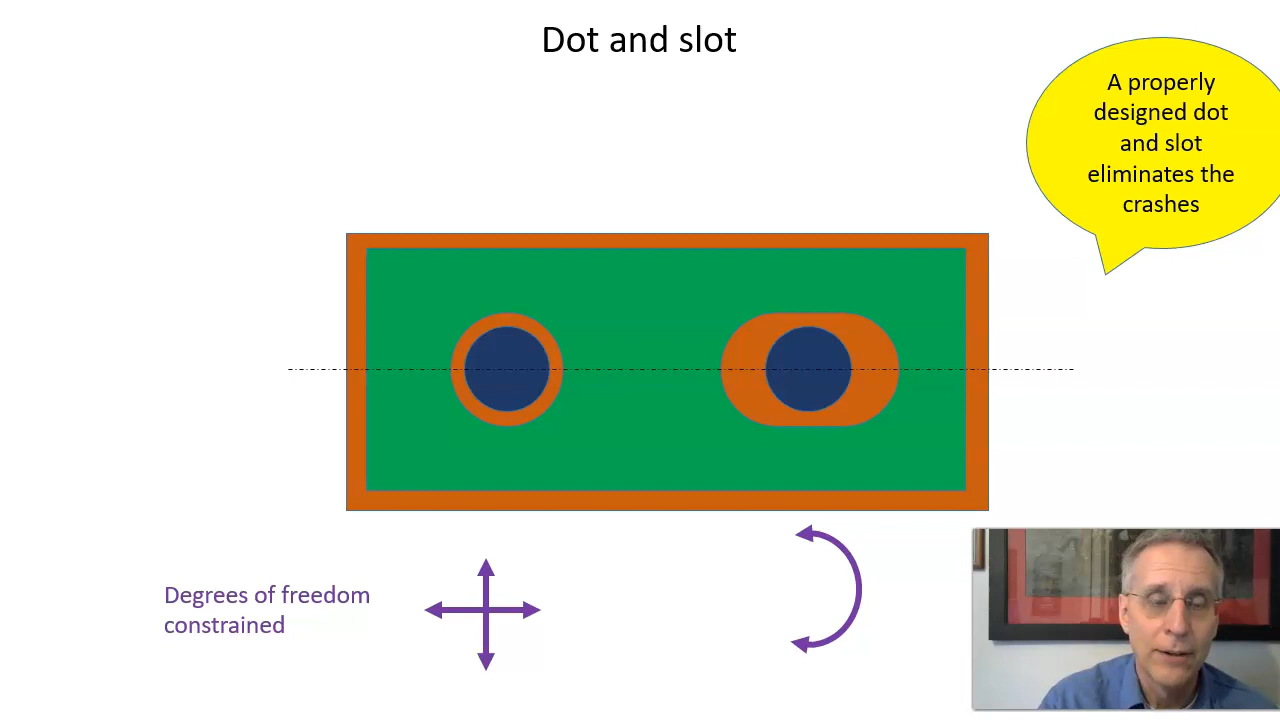 Dot and slot
A properly
designed dot
and slot
eliminates the
crashes
Degrees of freedom
constrained